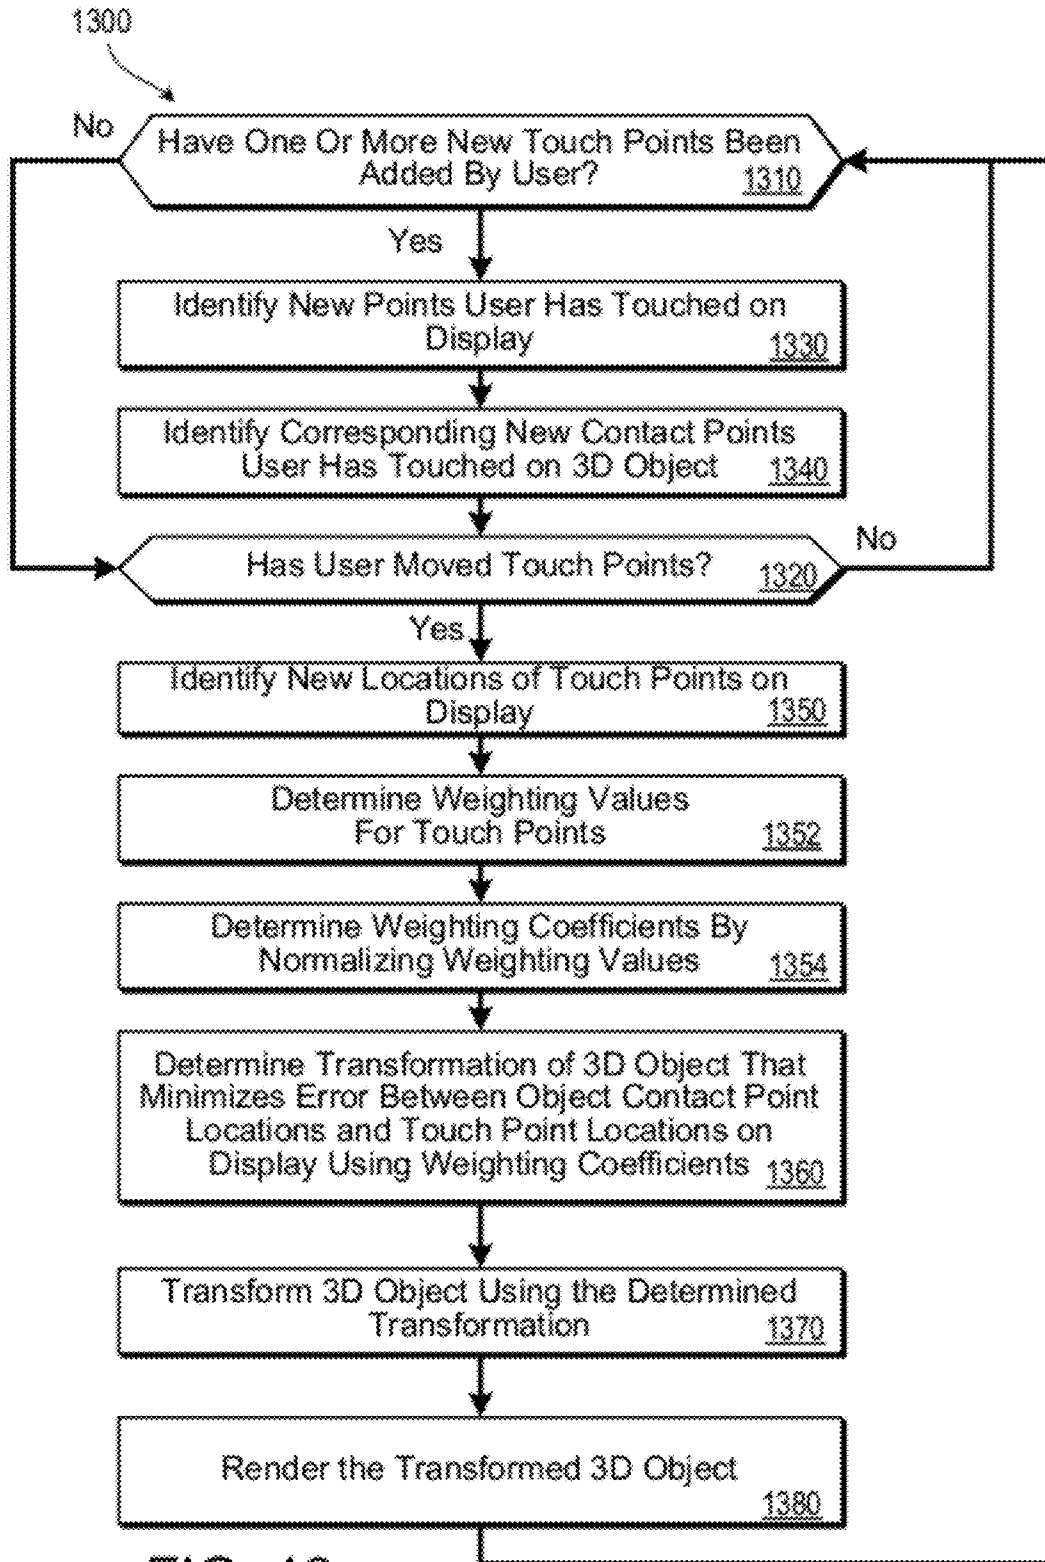 1300
No
Have One Or More New Touch Points Been
Added By User?
1310
Yes
Identify New Points User Has Touched on
Display
1330
Identify Corresponding New Contact Points
User Has Touched on 3D Object
1340
Has User Moved Touch Points?
1320
No
Yes
Identify New Locations of Touch Points on
Display
1350
Determine Weighting Values
For Touch Points
1352
Determine Weighting Coefficients By
Normalizing Weighting Values
1354
Determine Transformation of 3D Object That
Minimizes Error Between Object Contact Point
Locations and Touch Point Locations on
Display Using Weighting Coefficients
1360
Transform 3D Object Using the Determined
Transformation
1370
Render the Transformed 3D Object
1380